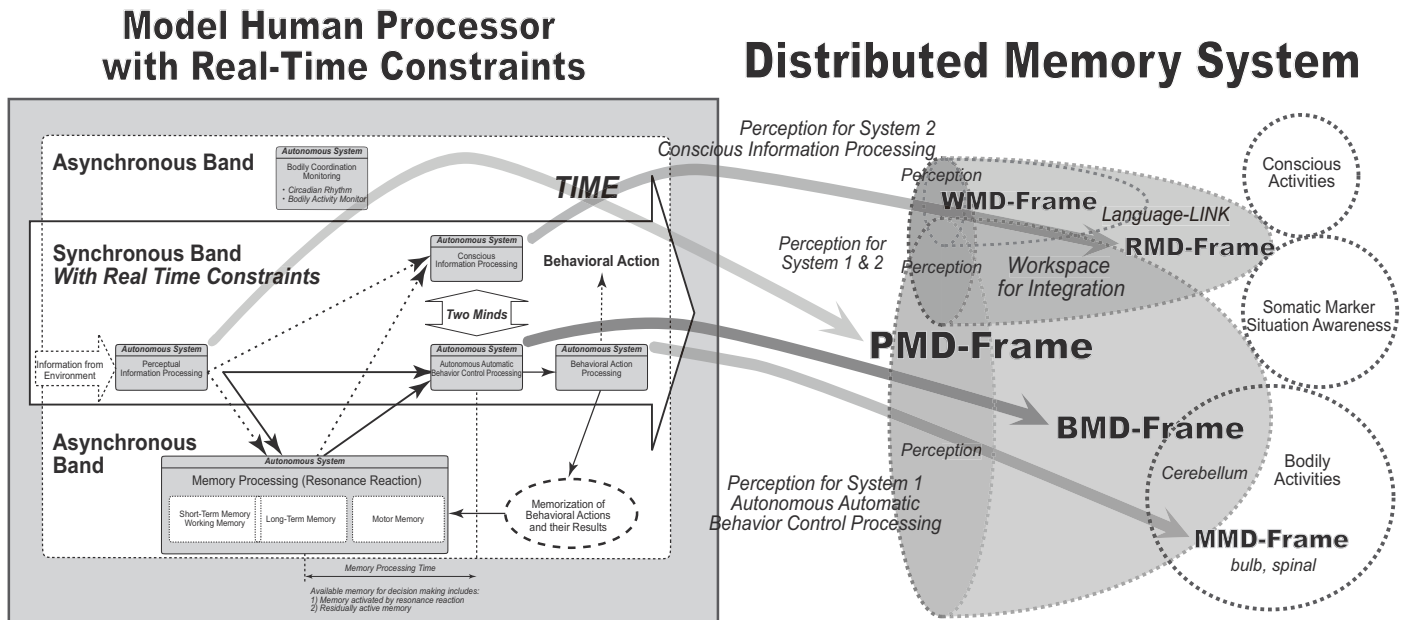 Model Human Processor
with Real-Time Constraints
Asynchronous Band
Autonomous System
Bodily Coordination
Monitoring
・ Circadian Rhythm
・ Bodily Activity Monitor
TIME
Synchronous Band
With Real Time Constraints
Autonomous System
Conscious
Information Processing
Behavioral Action
Two Minds
Information from
Environment
Autonomous System
Perceptual
Information Processing
Autonomous System
Autonomous Automatic
Behavior Control Processing
Autonomous System
Behavioral Action
Processing
Asynchronous
Band
Autonomous System
Memory Processing (Resonance Reaction)
Short-Term Memory
Working Memory
Long-Term Memory
Motor Memory
Memorization of
Behavioral Actions
and their Results
Memory Processing Time
Available memory for decision making includes:
1) Memory activated by resonance reaction
2) Residually active memory
Distributed Memory System
Perception for System 2
Conscious Information Processing
Perception
WMD-Frame
Language-LINK
RMD-Frame
Conscious
Activities
Perception for
System 1 & 2
Perception
Workspace
for Integration
Somatic Marker
Situation Awareness
PMD-Frame
BMD-Frame
Perception
Perception for System 1
Autonomous Automatic
Behavior Control Processing
Cerebellum
Bodily
Activities
MMD-Frame
bulb, spinal